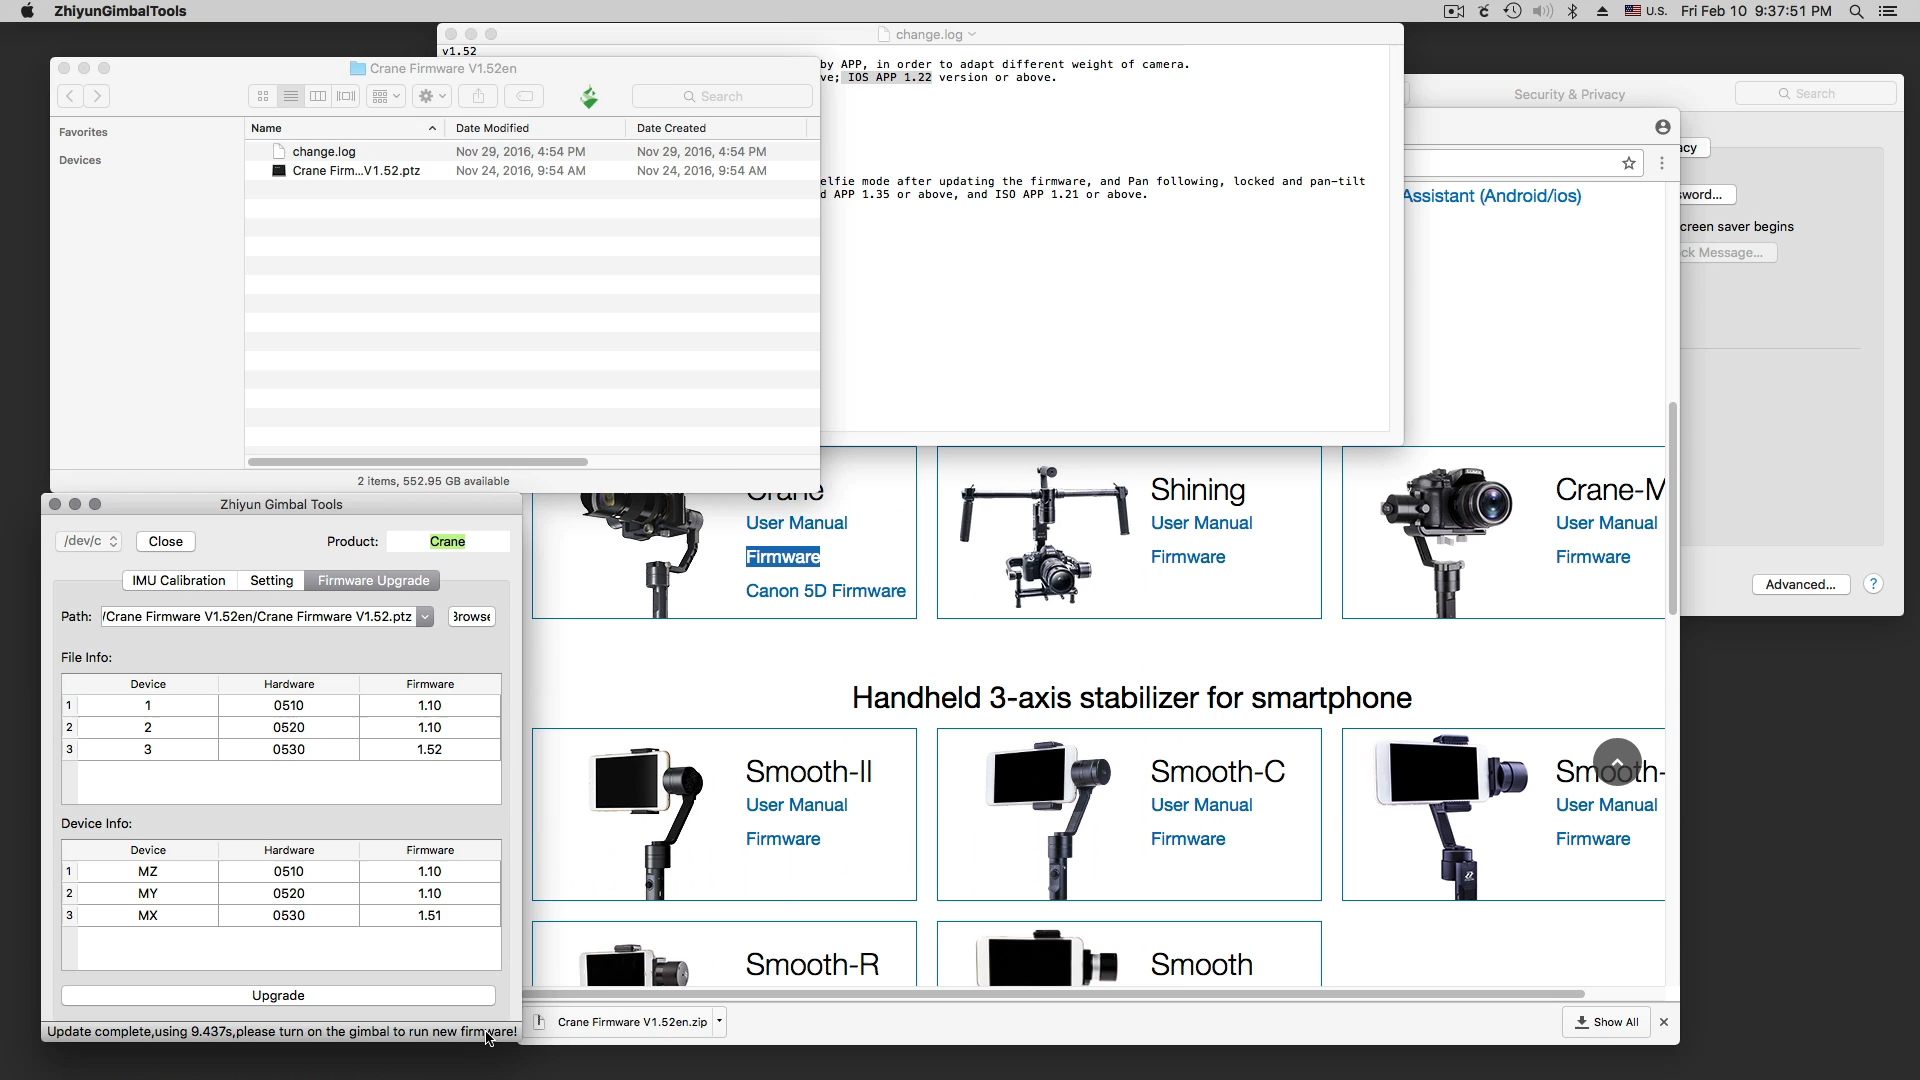 ZhiyunGimbalTools
U.S.
Fri Feb 10 9:37:51 PM
change.log
v1.52
by APP, in order to adapt different weight of camera.
ve; IOS APP 1.22 version or above.
elfie mode after updating the firmware, and Pan following, locked and pan-tilt
d APP 1.35 or above, and ISO APP 1.21 or above.
Crane Firmware V1.52en
Search
Favorites
Devices
Name
Date Modified
Date Created
change.log
Nov 29, 2016, 4:54 PM
Nov 29, 2016, 4:54 PM
Crane Firm...V1.52.ptz
Nov 24, 2016, 9:54 AM
Nov 24, 2016, 9:54 AM
2 items, 552.95 GB available
Security & Privacy
Search
acy
sword...
creen saver begins
ck Message...
Advanced...
?
Assistant (Android/ios)
Crane
User Manual
Firmware
Canon 5D Firmware
Shining
User Manual
Firmware
Crane-M
User Manual
Firmware
Handheld 3-axis stabilizer for smartphone
Smooth-II
User Manual
Firmware
Smooth-C
User Manual
Firmware
Smooth-
User Manual
Firmware
Smooth-R
Smooth
Crane Firmware V1.52en.zip
Show All
Zhiyun Gimbal Tools
/dev/c
Close
Product:
Crane
IMU Calibration
Setting
Firmware Upgrade
Path:
/Crane Firmware V1.52en/Crane Firmware V1.52.ptz
Browse
File Info:
Device Hardware Firmware
1 1 0510 1.10
2 2 0520 1.10
3 3 0530 1.52
Device Info:
Device Hardware Firmware
1 MZ 0510 1.10
2 MY 0520 1.10
3 MX 0530 1.51
Upgrade
Update complete,using 9.437s,please turn on the gimbal to run new firmware!